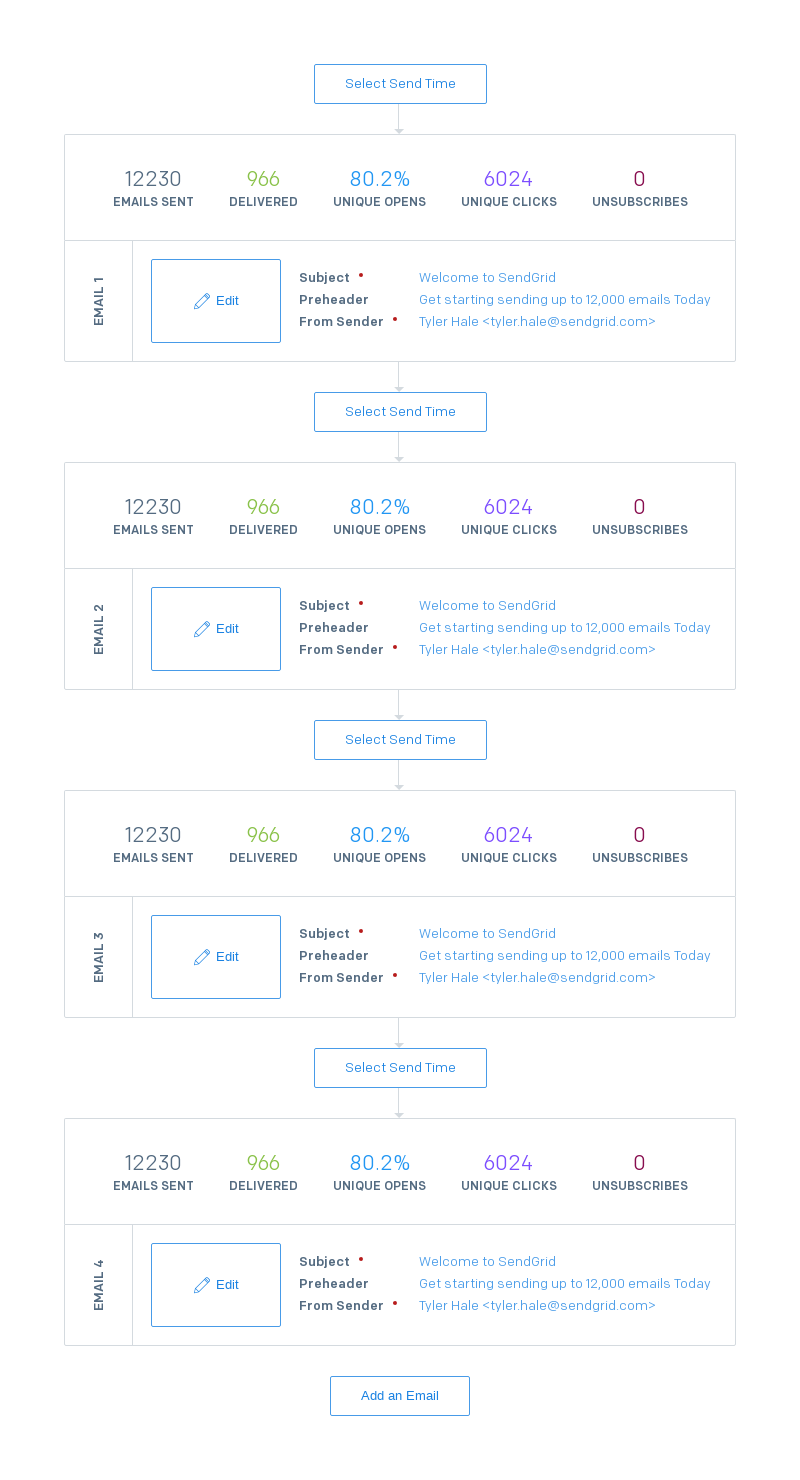 Select Send Time
12230 966 80.2% 6024 0
EMAILS SENT DELIVERED UNIQUE OPENS UNIQUE CLICKS UNSUBSCRIBES
EMAIL 1
Edit
Subject • Welcome to SendGrid
Preheader Get starting sending up to 12,000 emails Today
From Sender • Tyler Hale <tyler.hale@sendgrid.com>
Select Send Time
12230 966 80.2% 6024 0
EMAILS SENT DELIVERED UNIQUE OPENS UNIQUE CLICKS UNSUBSCRIBES
EMAIL 2
Edit
Subject • Welcome to SendGrid
Preheader Get starting sending up to 12,000 emails Today
From Sender • Tyler Hale <tyler.hale@sendgrid.com>
Select Send Time
12230 966 80.2% 6024 0
EMAILS SENT DELIVERED UNIQUE OPENS UNIQUE CLICKS UNSUBSCRIBES
EMAIL 3
Edit
Subject • Welcome to SendGrid
Preheader Get starting sending up to 12,000 emails Today
From Sender • Tyler Hale <tyler.hale@sendgrid.com>
Select Send Time
12230 966 80.2% 6024 0
EMAILS SENT DELIVERED UNIQUE OPENS UNIQUE CLICKS UNSUBSCRIBES
EMAIL 4
Edit
Subject • Welcome to SendGrid
Preheader Get starting sending up to 12,000 emails Today
From Sender • Tyler Hale <tyler.hale@sendgrid.com>
Add an Email